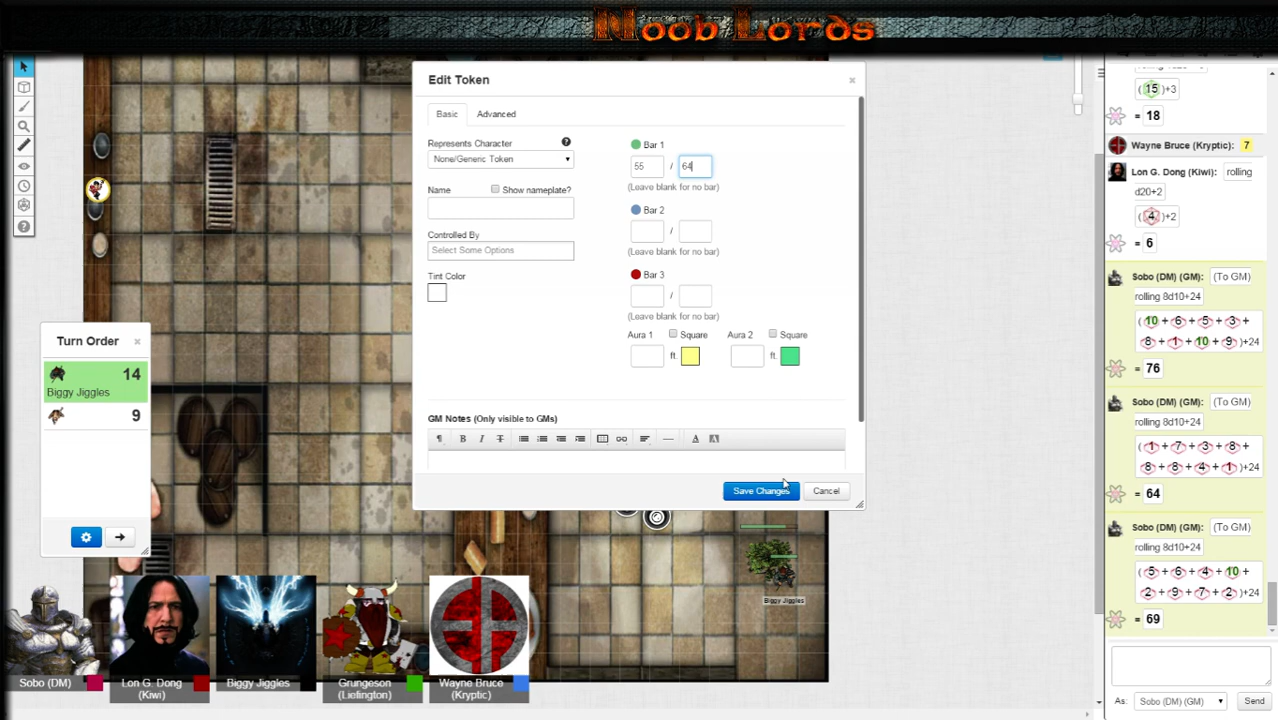 Noob Lords
Edit Token
×
Basic
Advanced
Represents Character
None/Generic Token
Name
Show nameplate?
Controlled By
Select Some Options
Tint Color
Bar 1
55 / 64
(Leave blank for no bar)
Bar 2
/
(Leave blank for no bar)
Bar 3
/
(Leave blank for no bar)
Aura 1
Square
Aura 2
Square
ft.
ft.
GM Notes (Only visible to GMs)
Save Changes
Cancel
Turn Order
×
14
Biggy Jiggles
9
Biggy Jiggles
Sobo (DM)
Lon G. Dong
(Kiwi)
Biggy Jiggles
Grungeson
(Liefington)
Wayne Bruce
(Kryptic)
(15)+3
= 18
Wayne Bruce (Kryptic): 7
Lon G. Dong (Kiwi): rolling
d20+2
(4)+2
= 6
Sobo (DM) (GM): (To GM)
rolling 8d10+24
(10+6+5+3+
8+1+10+9)+24
= 76
Sobo (DM) (GM): (To GM)
rolling 8d10+24
(1+7+3+8+
8+8+4+1)+24
= 64
Sobo (DM) (GM): (To GM)
rolling 8d10+24
(5+6+4+10+
2+9+7+2)+24
= 69
As: Sobo (DM) (GM)
Send